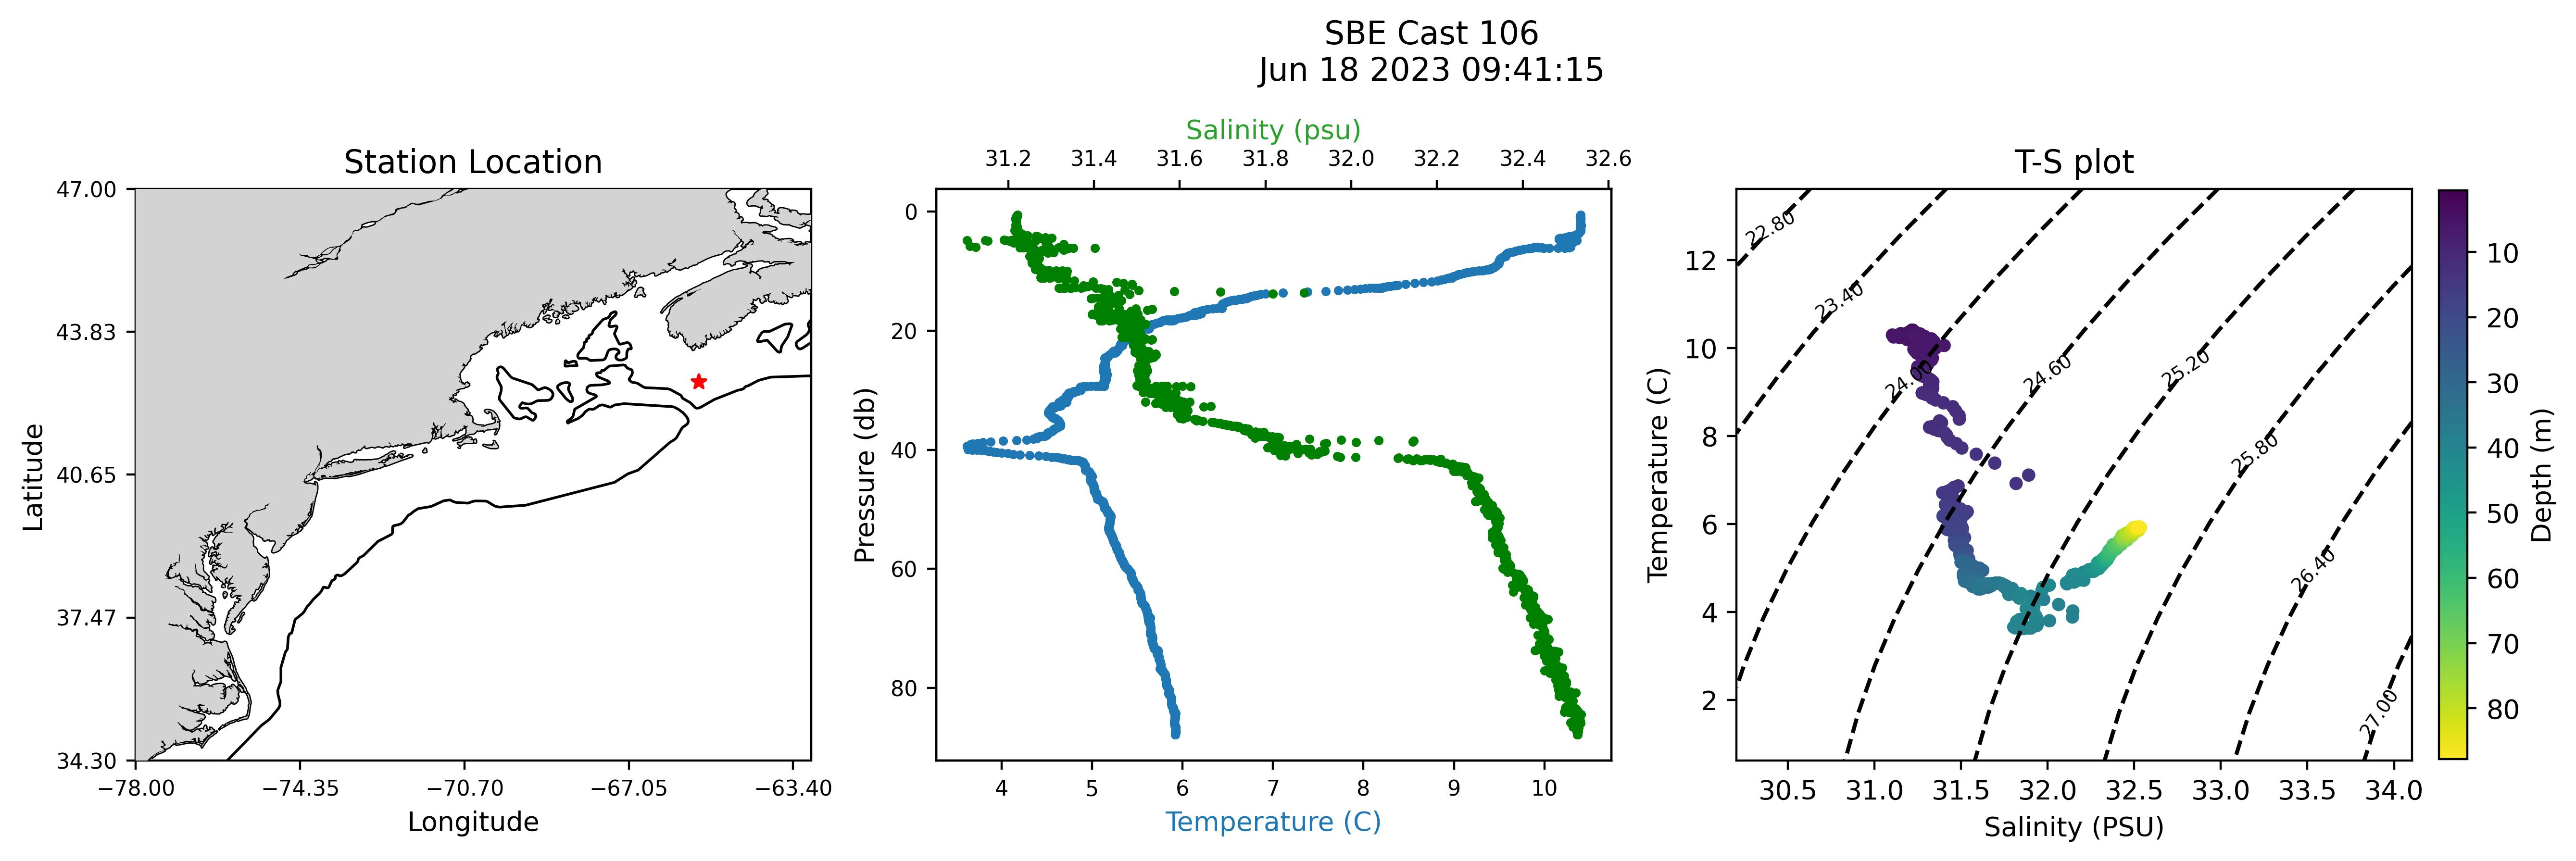 SBE Cast 106
Jun 18 2023 09:41:15
Station Location
47.00
43.83
40.65
37.47
34.30
−78.00 −74.35 −70.70 −67.05 −63.40
Latitude
Longitude
Salinity (psu)
31.2 31.4 31.6 31.8 32.0 32.2 32.4 32.6
0
20
40
60
80
Pressure (db)
4 5 6 7 8 9 10
Temperature (C)
T-S plot
12
10
8
6
4
2
Temperature (C)
22.80
23.40
24.00
24.60
25.20
25.80
26.40
27.00
30.5 31.0 31.5 32.0 32.5 33.0 33.5 34.0
Salinity (PSU)
10
20
30
40
50
60
70
80
Depth (m)